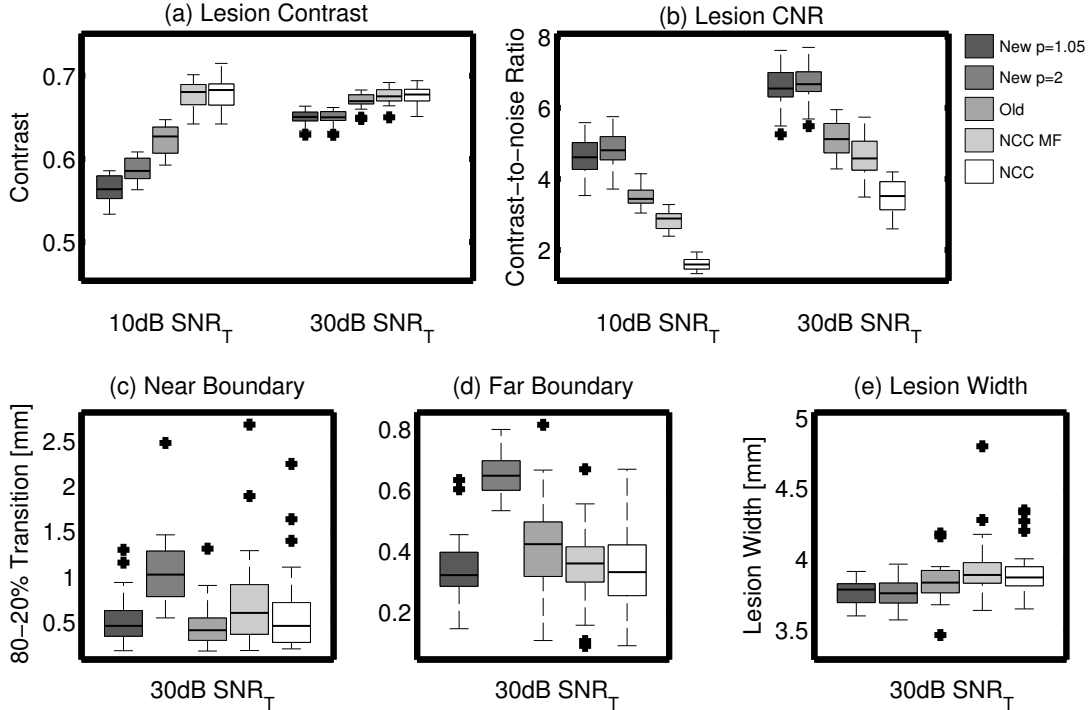 (a) Lesion Contrast
Contrast
0.7
0.6
0.5
10dB SNR_T
30dB SNR_T
(b) Lesion CNR
Contrast−to−noise Ratio
8
6
4
2
10dB SNR_T
30dB SNR_T
New p=1.05
New p=2
Old
NCC MF
NCC
(c) Near Boundary
80−20% Transition [mm]
2.5
2
1.5
1
0.5
30dB SNR_T
(d) Far Boundary
0.8
0.6
0.4
0.2
30dB SNR_T
(e) Lesion Width
Lesion Width [mm]
5
4.5
4
3.5
30dB SNR_T